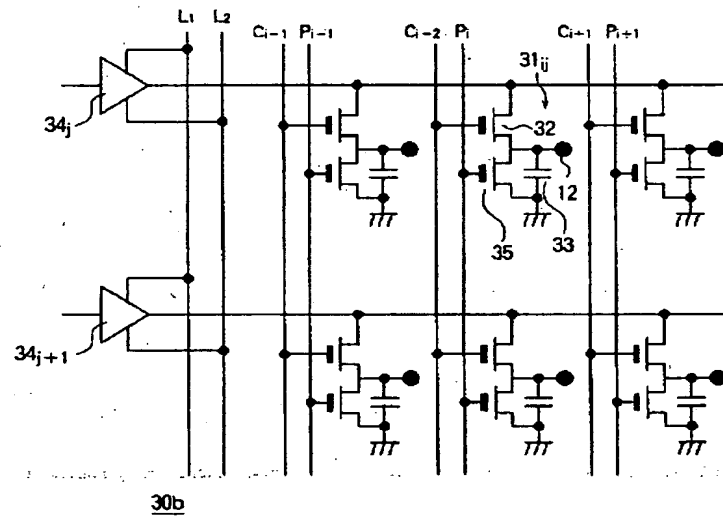 L₁ L₂ Cᵢ₋₁ Pᵢ₋₁ Cᵢ₋₂ Pᵢ Cᵢ₊₁ Pᵢ₊₁
31ᵢⱼ
34ⱼ
32
12
35
33
34ⱼ₊₁
30b